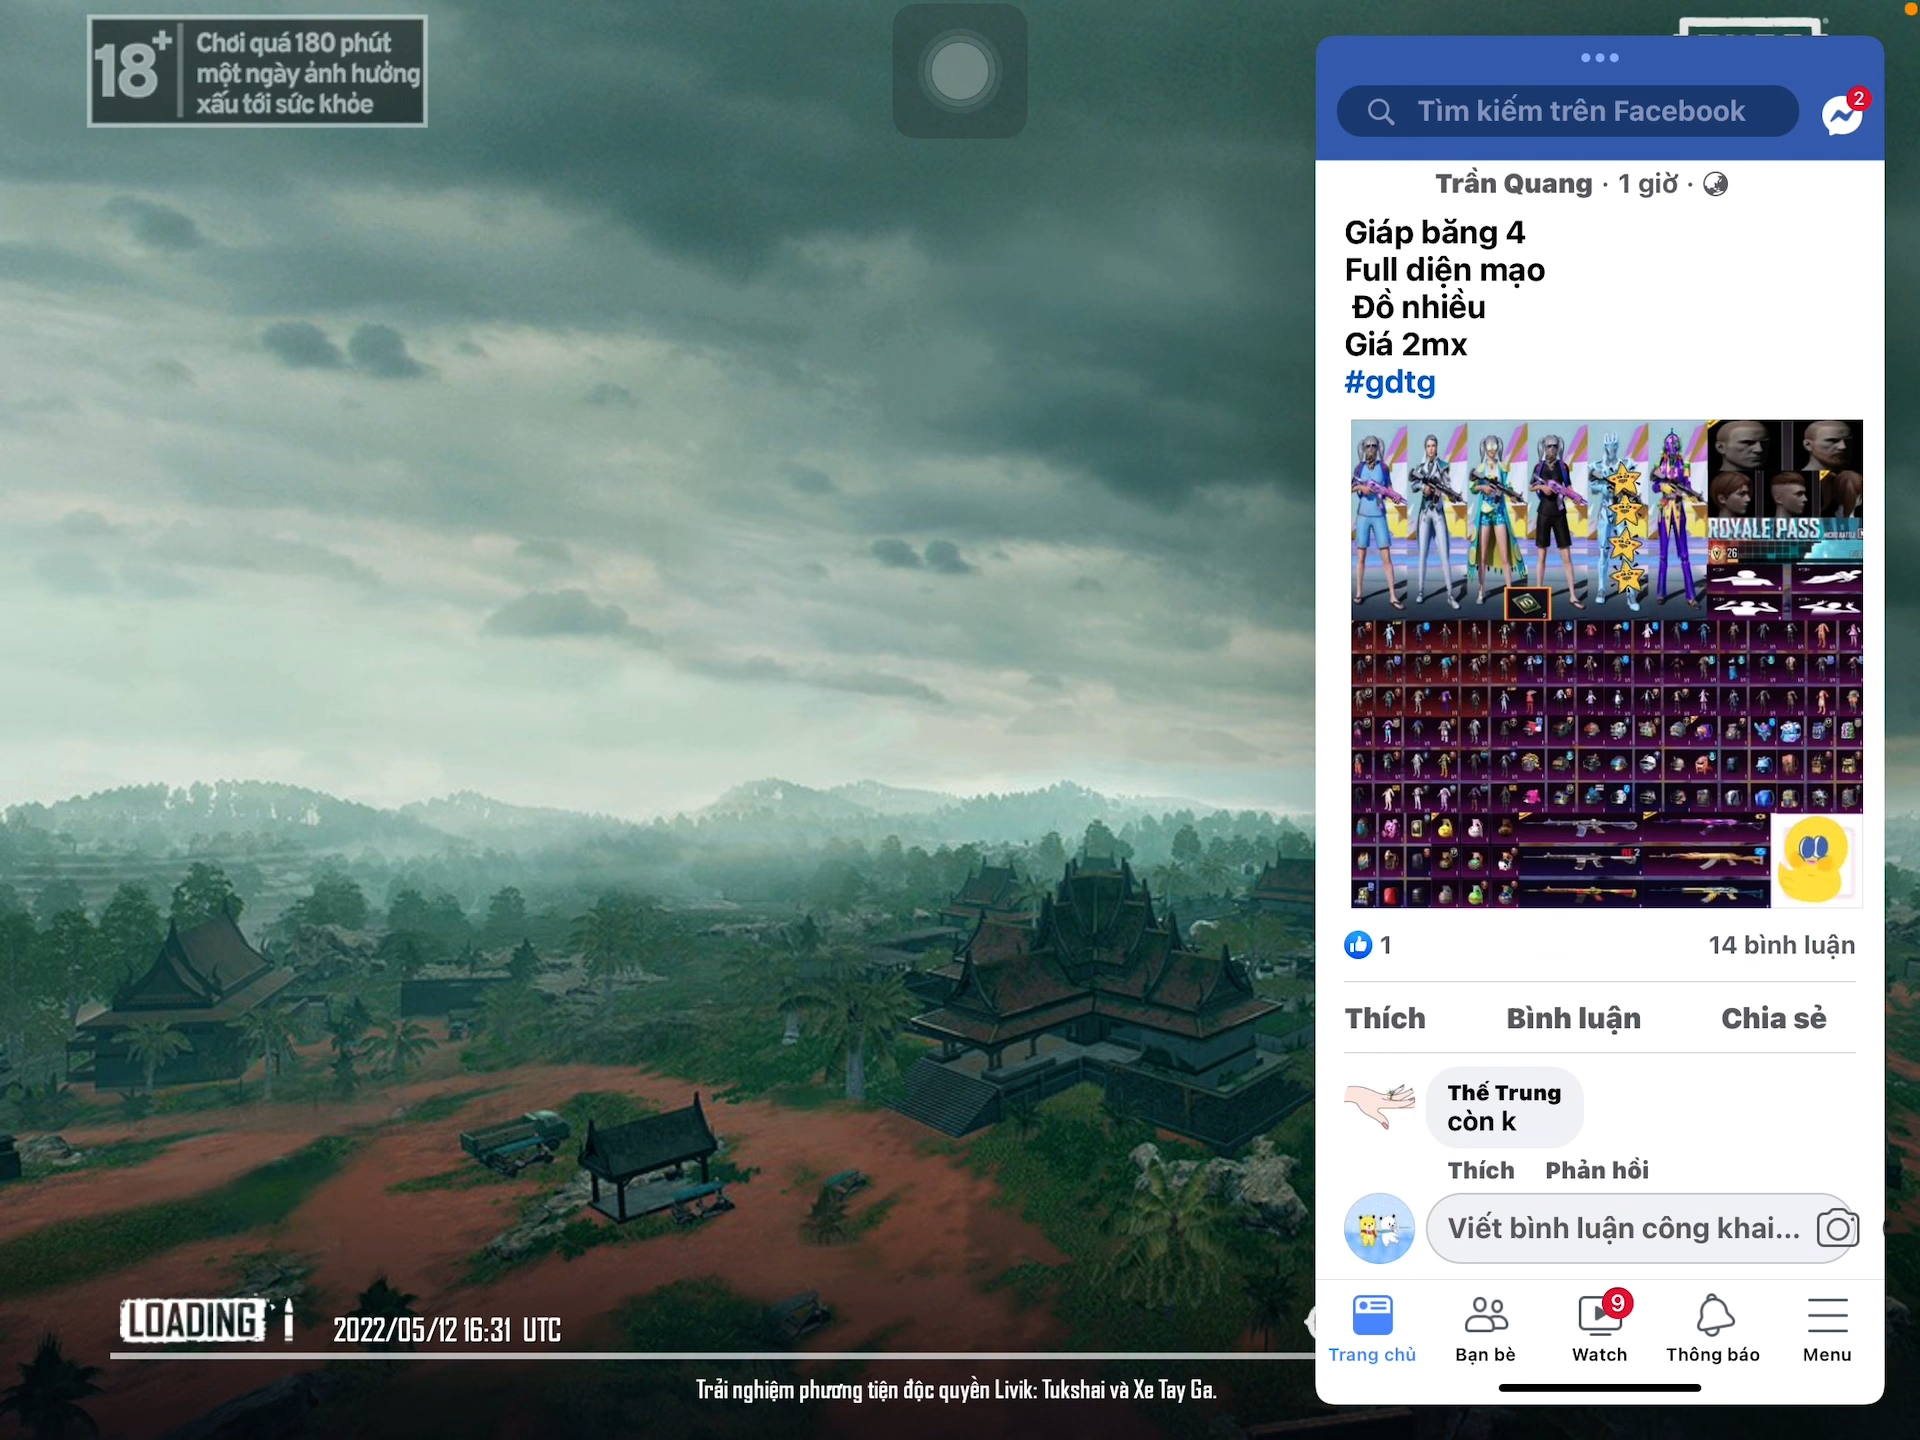 18+
Chơi quá 180 phút
một ngày ảnh hưởng
xấu tới sức khỏe
Tìm kiếm trên Facebook
2
Trần Quang · 1 giờ ·
Giáp băng 4
Full diện mạo
Đồ nhiều
Giá 2mx
#gdtg
ROYALE PASS
26
1
14 bình luận
Thích
Bình luận
Chia sẻ
Thế Trung
còn k
Thích
Phản hồi
Viết bình luận công khai...
9
Trang chủ
Bạn bè
Watch
Thông báo
Menu
LOADING
2022/05/12 16:31 UTC
Trải nghiệm phương tiện độc quyền Livik: Tukshai và Xe Tay Ga.